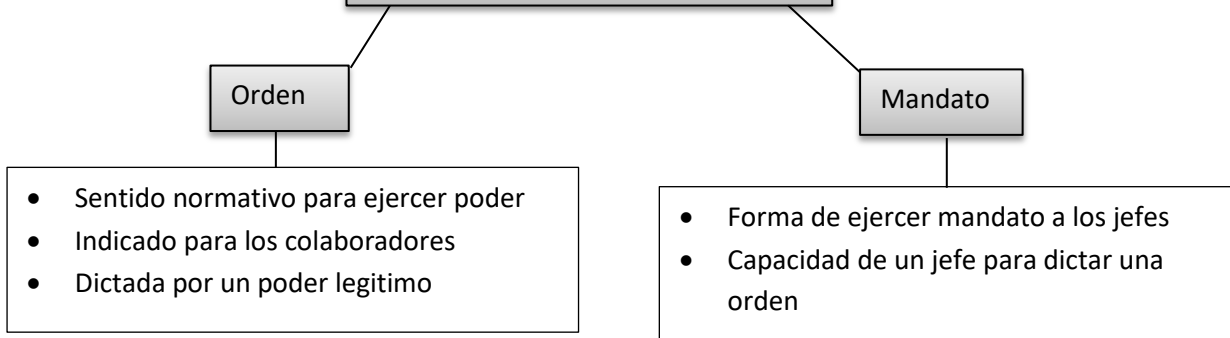 Orden
Mandato
• Sentido normativo para ejercer poder
• Indicado para los colaboradores
• Dictada por un poder legitimo
• Forma de ejercer mandato a los jefes
• Capacidad de un jefe para dictar una
orden